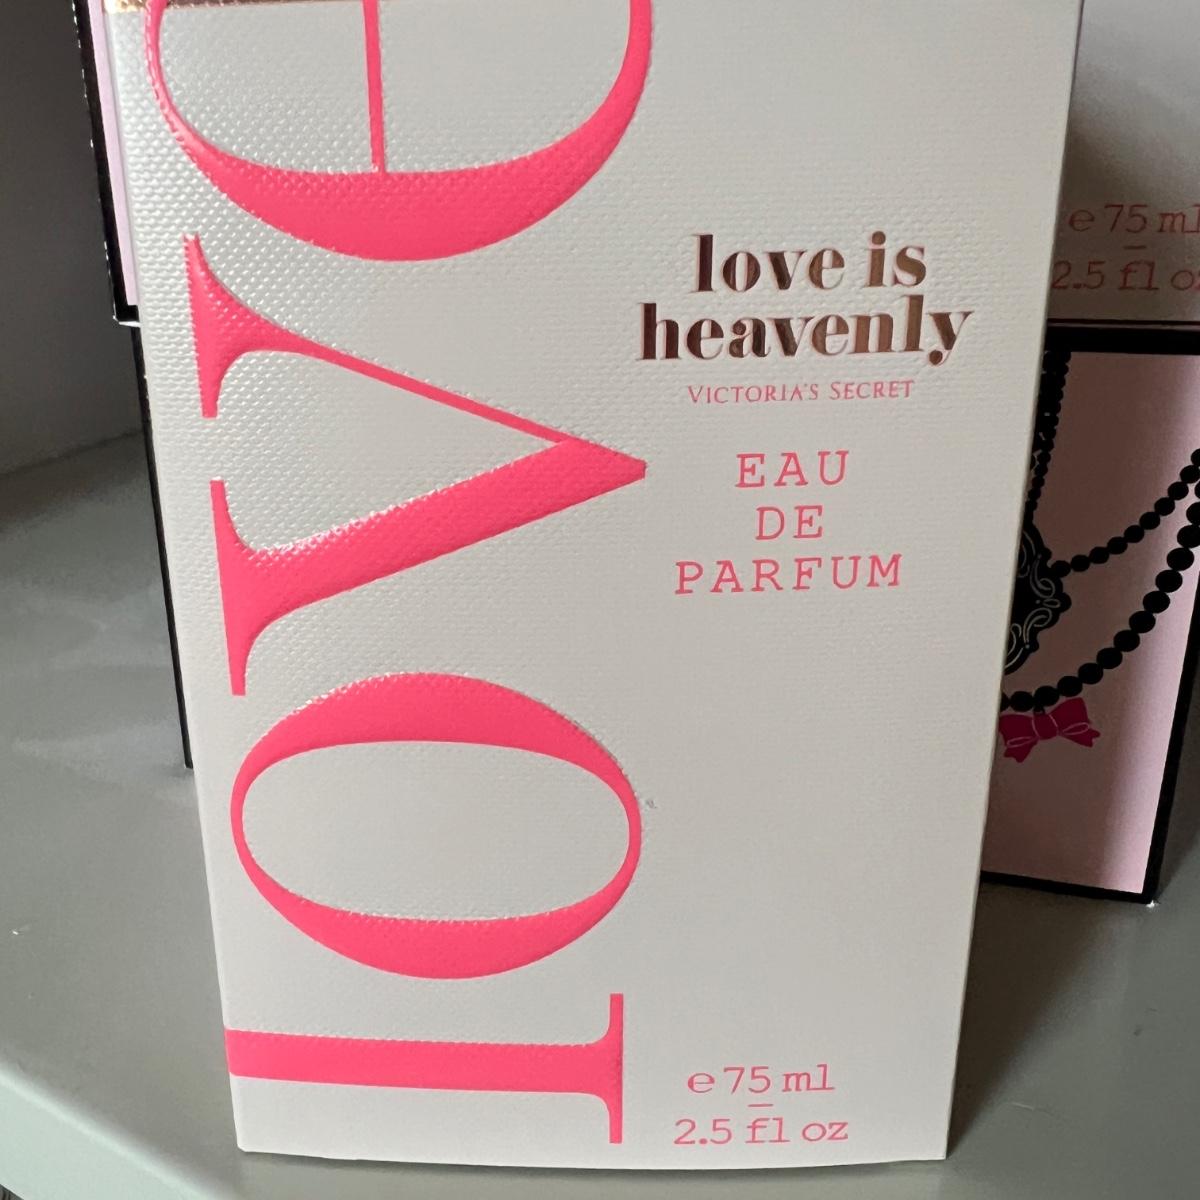 love
love is
heavenly
VICTORIA'S SECRET
EAU
DE
PARFUM
e 75 ml
2.5 fl oz
e 75 ml
2.5 fl oz